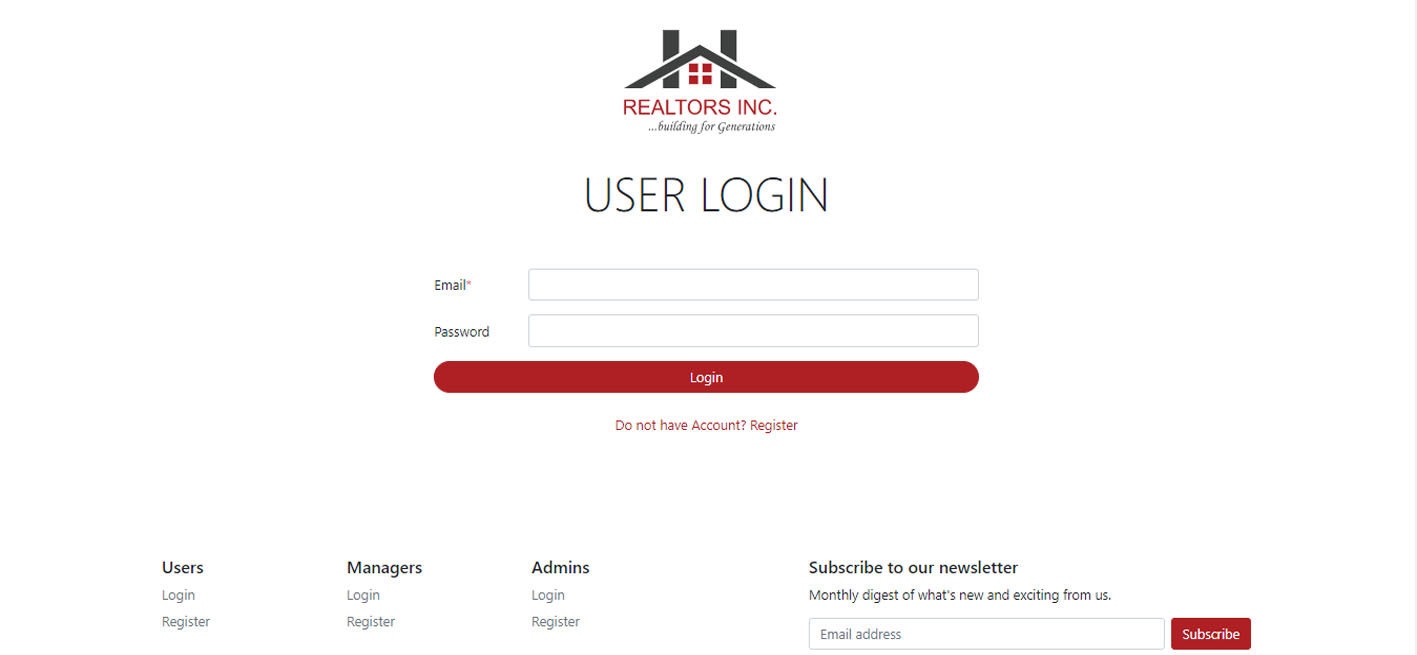 REALTORS INC.
...building for Generations
USER LOGIN
Email*
Password
Login
Do not have Account? Register
Users
Login
Register
Managers
Login
Register
Admins
Login
Register
Subscribe to our newsletter
Monthly digest of what's new and exciting from us.
Email address
Subscribe